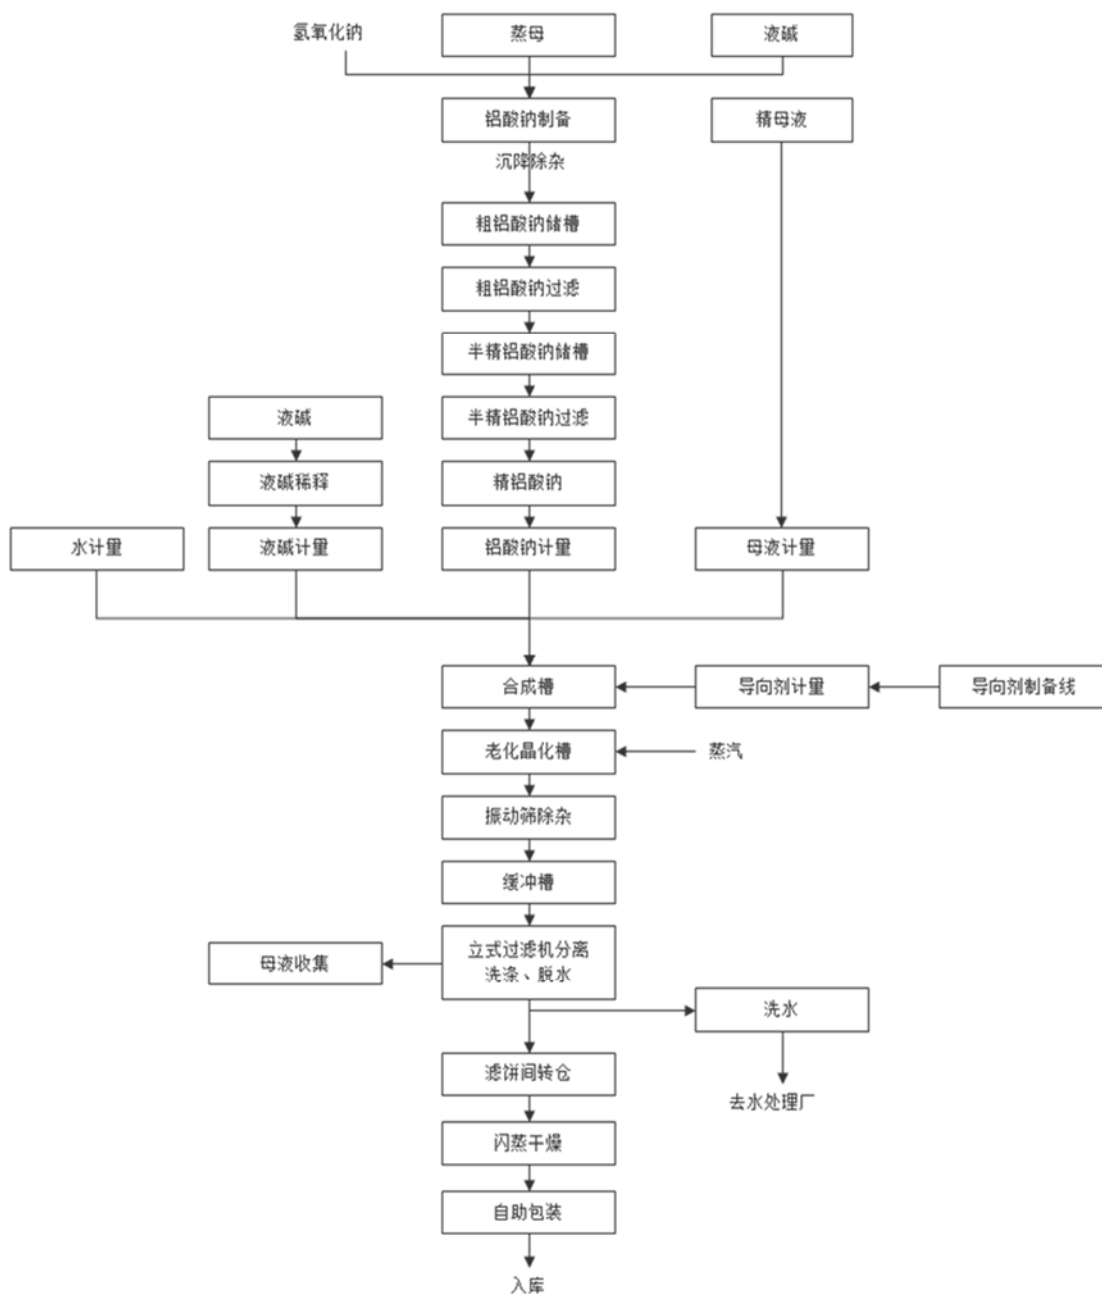 氢氧化钠
蒸母
液碱
铝酸钠制备
精母液
沉降除杂
粗铝酸钠储槽
粗铝酸钠过滤
半精铝酸钠储槽
液碱
半精铝酸钠过滤
液碱稀释
精铝酸钠
水计量
液碱计量
铝酸钠计量
母液计量
合成槽
导向剂计量
导向剂制备线
老化晶化槽
蒸汽
振动筛除杂
缓冲槽
母液收集
立式过滤机分离
洗涤、脱水
洗水
滤饼间转仓
去水处理厂
闪蒸干燥
自助包装
入库